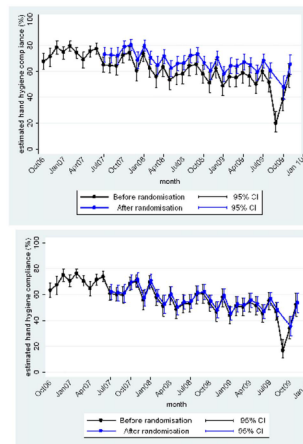 estimated hand hygiene compliance (%)
80
60
40
20
0
Oct06
Jan07
Apr07
Jul07
Oct07
Jan08
Apr08
Jul08
Oct08
Jan09
Apr09
Jul09
Oct09
Jan 10
month
Before randomisation 95% CI
After randomisation 95% CI
estimated hand hygiene compliance (%)
100
80
60
40
20
0
Oct06
Jan07
Apr07
Jul07
Oct07
Jan08
Apr08
Jul08
Oct08
Jan09
Apr09
Jul09
Oct09
Jan
month
Before randomisation 95% CI
After randomisation 95% CI